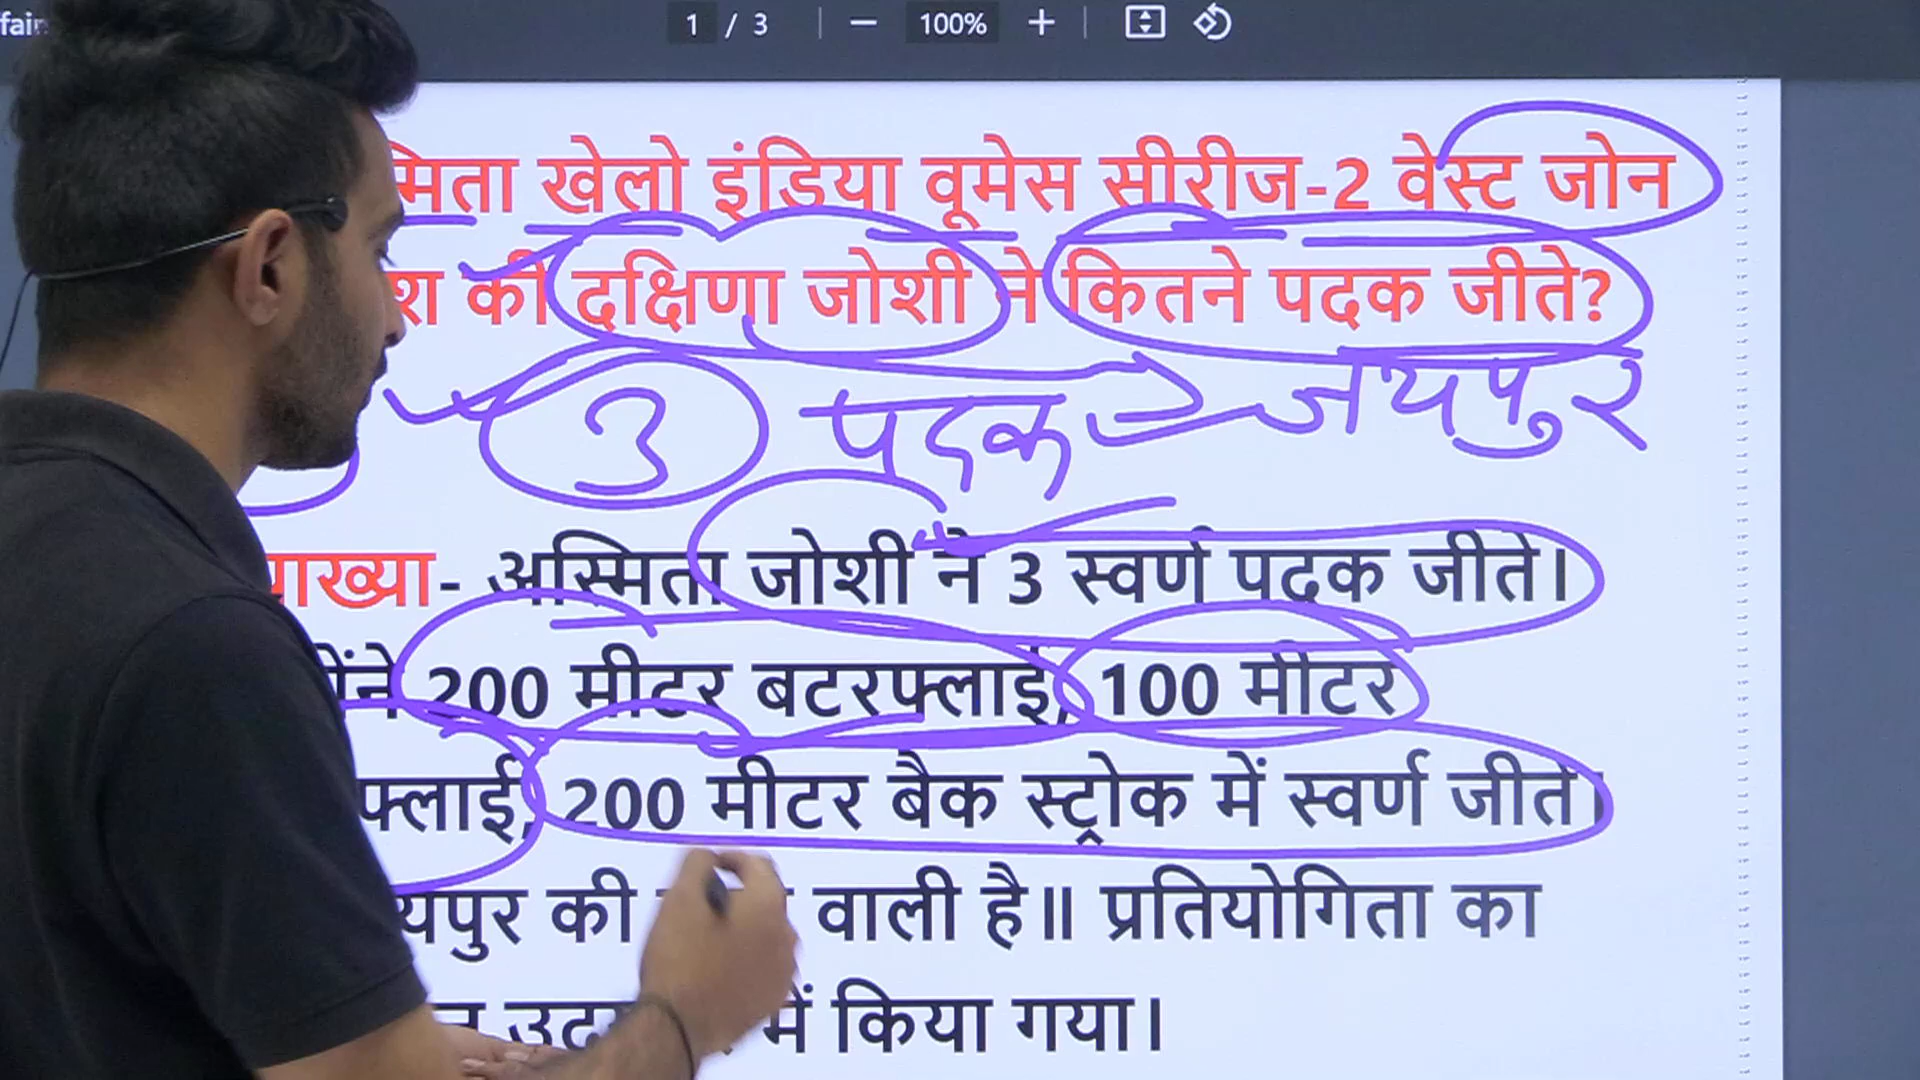 1 / 3 100%
खेलो इंडिया वूमेस सीरीज-2 वेस्ट जोन
की दक्षिणा जोशी ने कितने पदक जीते?
3 पदक जयपुर
अस्मिता जोशी ने 3 स्वर्ण पदक जीते।
200 मीटर बटरफ्लाई, 100 मीटर
200 मीटर बैक स्ट्रोक में स्वर्ण जीते।
की वाली है॥ प्रतियोगिता का
में किया गया।